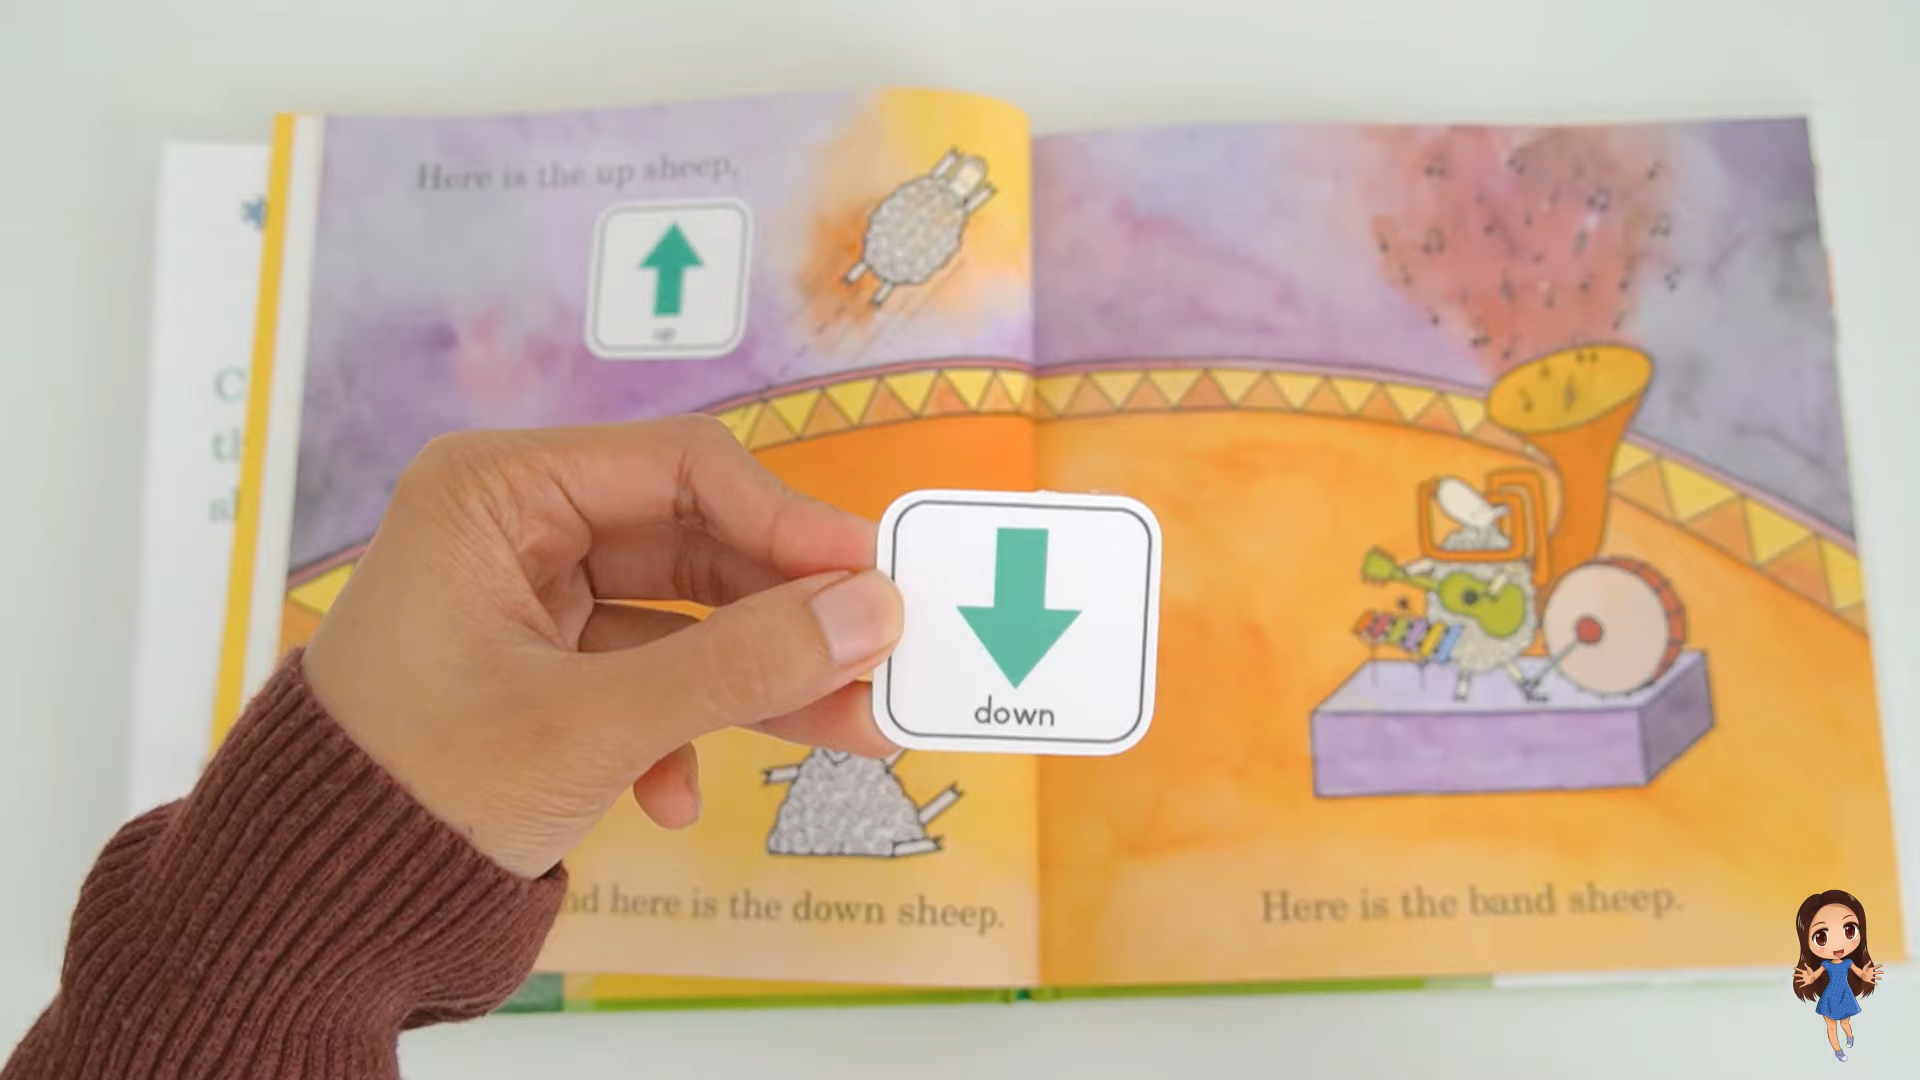 Here is the up sheep,
up
down
nd here is the down sheep.
Here is the band sheep.